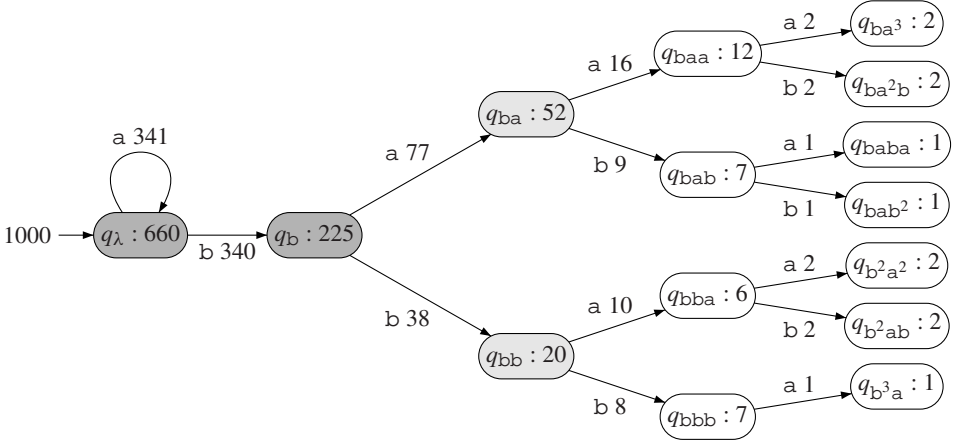 a 2
q_ba³ : 2
q_baa : 12
a 16
b 2
q_ba²b : 2
q_ba : 52
a 341
a 77
b 9
a 1
q_baba : 1
q_bab : 7
b 1
q_bab² : 1
1000
q_λ : 660
b 340
q_b : 225
a 2
q_b²a² : 2
b 38
a 10
q_bba : 6
b 2
q_b²ab : 2
q_bb : 20
b 8
a 1
q_b³a : 1
q_bbb : 7